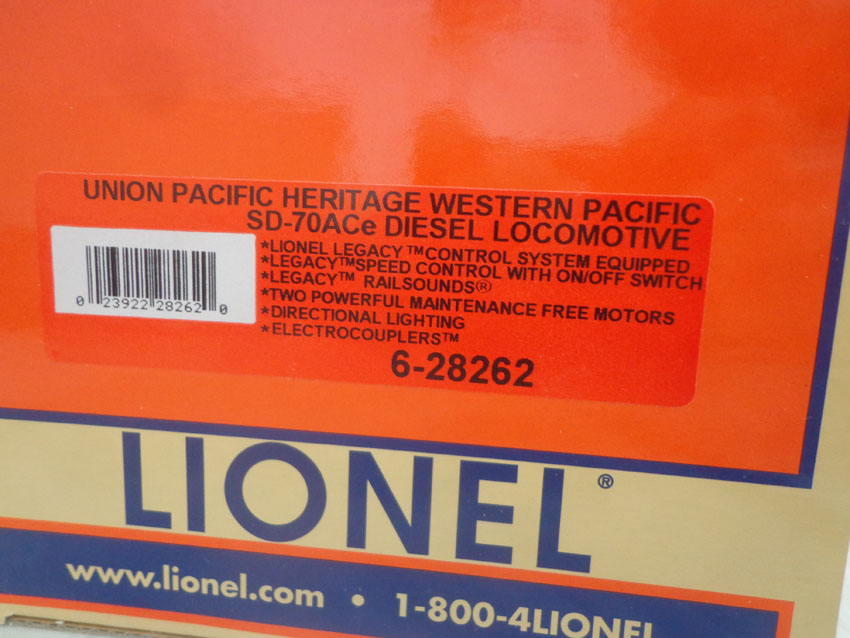 UNION PACIFIC HERITAGE WESTERN PACIFIC
SD-70ACe DIESEL LOCOMOTIVE
*LIONEL LEGACY™CONTROL SYSTEM EQUIPPED
*LEGACY™SPEED CONTROL WITH ON/OFF SWITCH
*LEGACY™ RAILSOUNDS®
*TWO POWERFUL MAINTENANCE FREE MOTORS
*DIRECTIONAL LIGHTING
*ELECTROCOUPLERS™
6-28262
0 23922 28262 0
LIONEL®
www.lionel.com • 1-800-4LIONEL